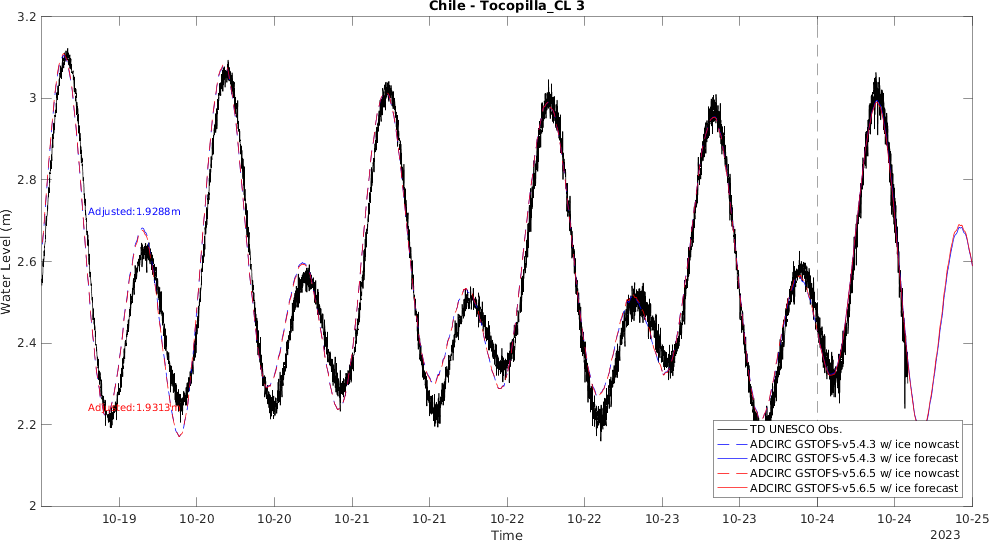 Chile - Tocopilla_CL 3
3.2
3
2.8
2.6
2.4
2.2
2
Water Level (m)
Adjusted:1.9288m
Adjusted:1.9313m
TD UNESCO Obs.
ADCIRC GSTOFS-v5.4.3 w/ ice nowcast
ADCIRC GSTOFS-v5.4.3 w/ ice forecast
ADCIRC GSTOFS-v5.6.5 w/ ice nowcast
ADCIRC GSTOFS-v5.6.5 w/ ice forecast
10-19 10-20 10-20 10-21 10-21 10-22 10-22 10-23 10-23 10-24 10-24 10-25
Time
2023